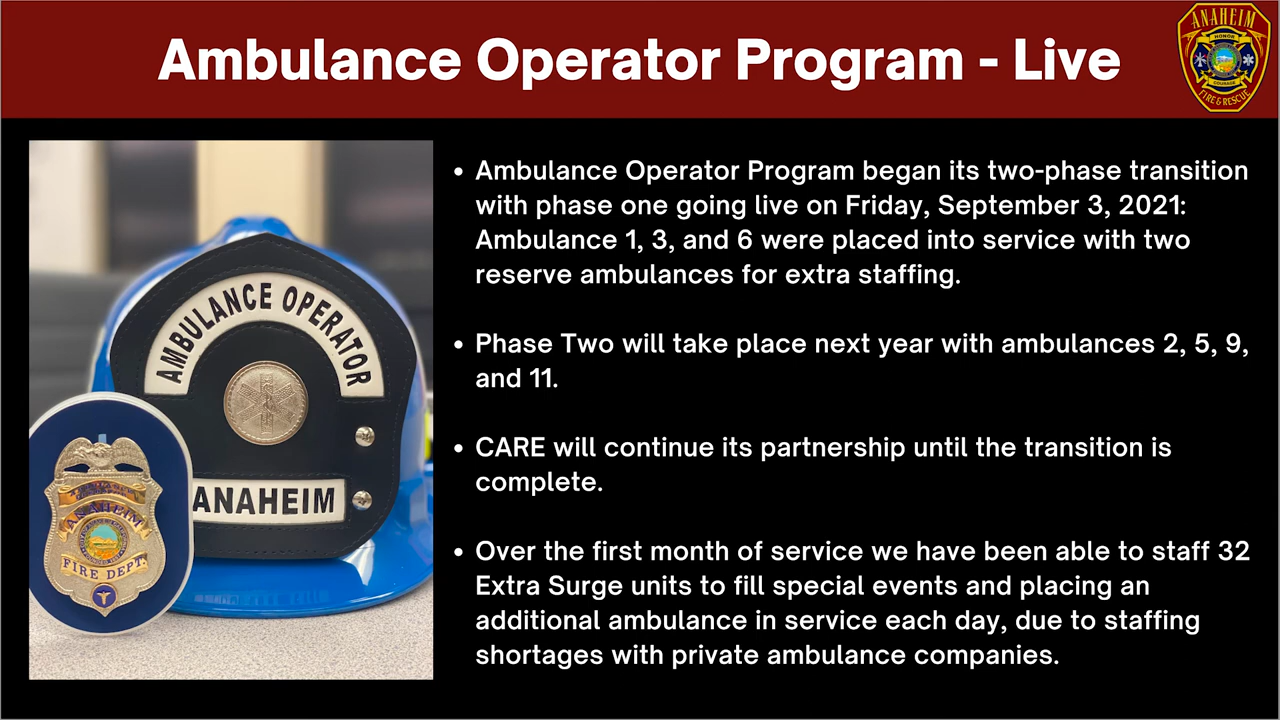 Ambulance Operator Program - Live
ANAHEIM
HONOR
COURAGE
FIRE & RESCUE
AMBULANCE OPERATOR
ANAHEIM
ANAHEIM
FIRE DEPT.
• Ambulance Operator Program began its two-phase transition
with phase one going live on Friday, September 3, 2021:
Ambulance 1, 3, and 6 were placed into service with two
reserve ambulances for extra staffing.
• Phase Two will take place next year with ambulances 2, 5, 9,
and 11.
• CARE will continue its partnership until the transition is
complete.
• Over the first month of service we have been able to staff 32
Extra Surge units to fill special events and placing an
additional ambulance in service each day, due to staffing
shortages with private ambulance companies.